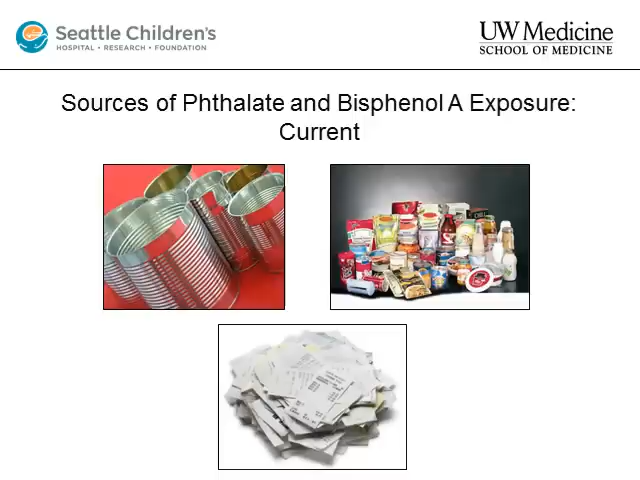 Seattle Children's
HOSPITAL • RESEARCH • FOUNDATION
UW Medicine
SCHOOL OF MEDICINE
Sources of Phthalate and Bisphenol A Exposure:
Current